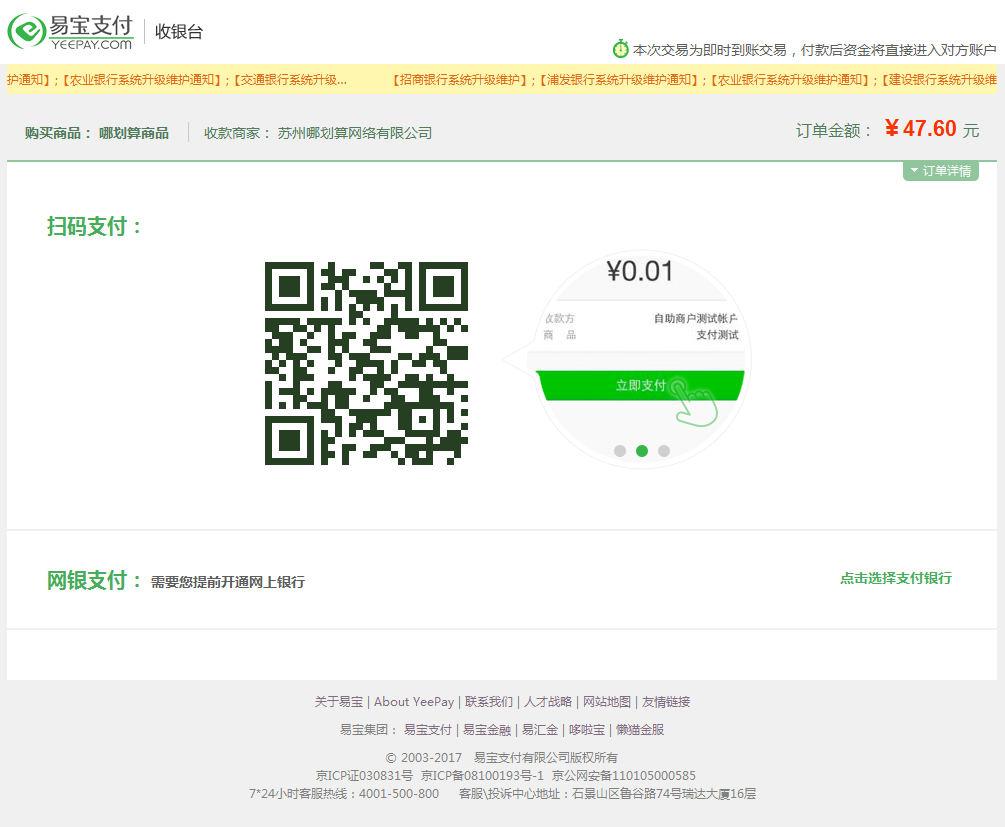 易宝支付
YEEPAY.COM
收银台
本次交易为即时到账交易，付款后资金将直接进入对方账户
护通知】;【农业银行系统升级维护通知】;【交通银行系统升级... 【招商银行系统升级维护】;【浦发银行系统升级维护通知】;【农业银行系统升级维护通知】;【建设银行系统升级维
购买商品： 哪划算商品 收款商家： 苏州哪划算网络有限公司 订单金额： ¥47.60 元
订单详情
扫码支付：
¥0.01
收款方 自助商户测试帐户
商 品 支付测试
立即支付
网银支付： 需要您提前开通网上银行 点击选择支付银行
关于易宝 | About YeePay | 联系我们 | 人才战略 | 网站地图 | 友情链接
易宝集团： 易宝支付 | 易宝金融 | 易汇金 | 哆啦宝 | 懒猫金服
© 2003-2017 易宝支付有限公司版权所有
京ICP证030831号 京ICP备08100193号-1 京公网安备110105000585
7*24小时客服热线：4001-500-800 客服\投诉中心地址：石景山区鲁谷路74号瑞达大厦16层